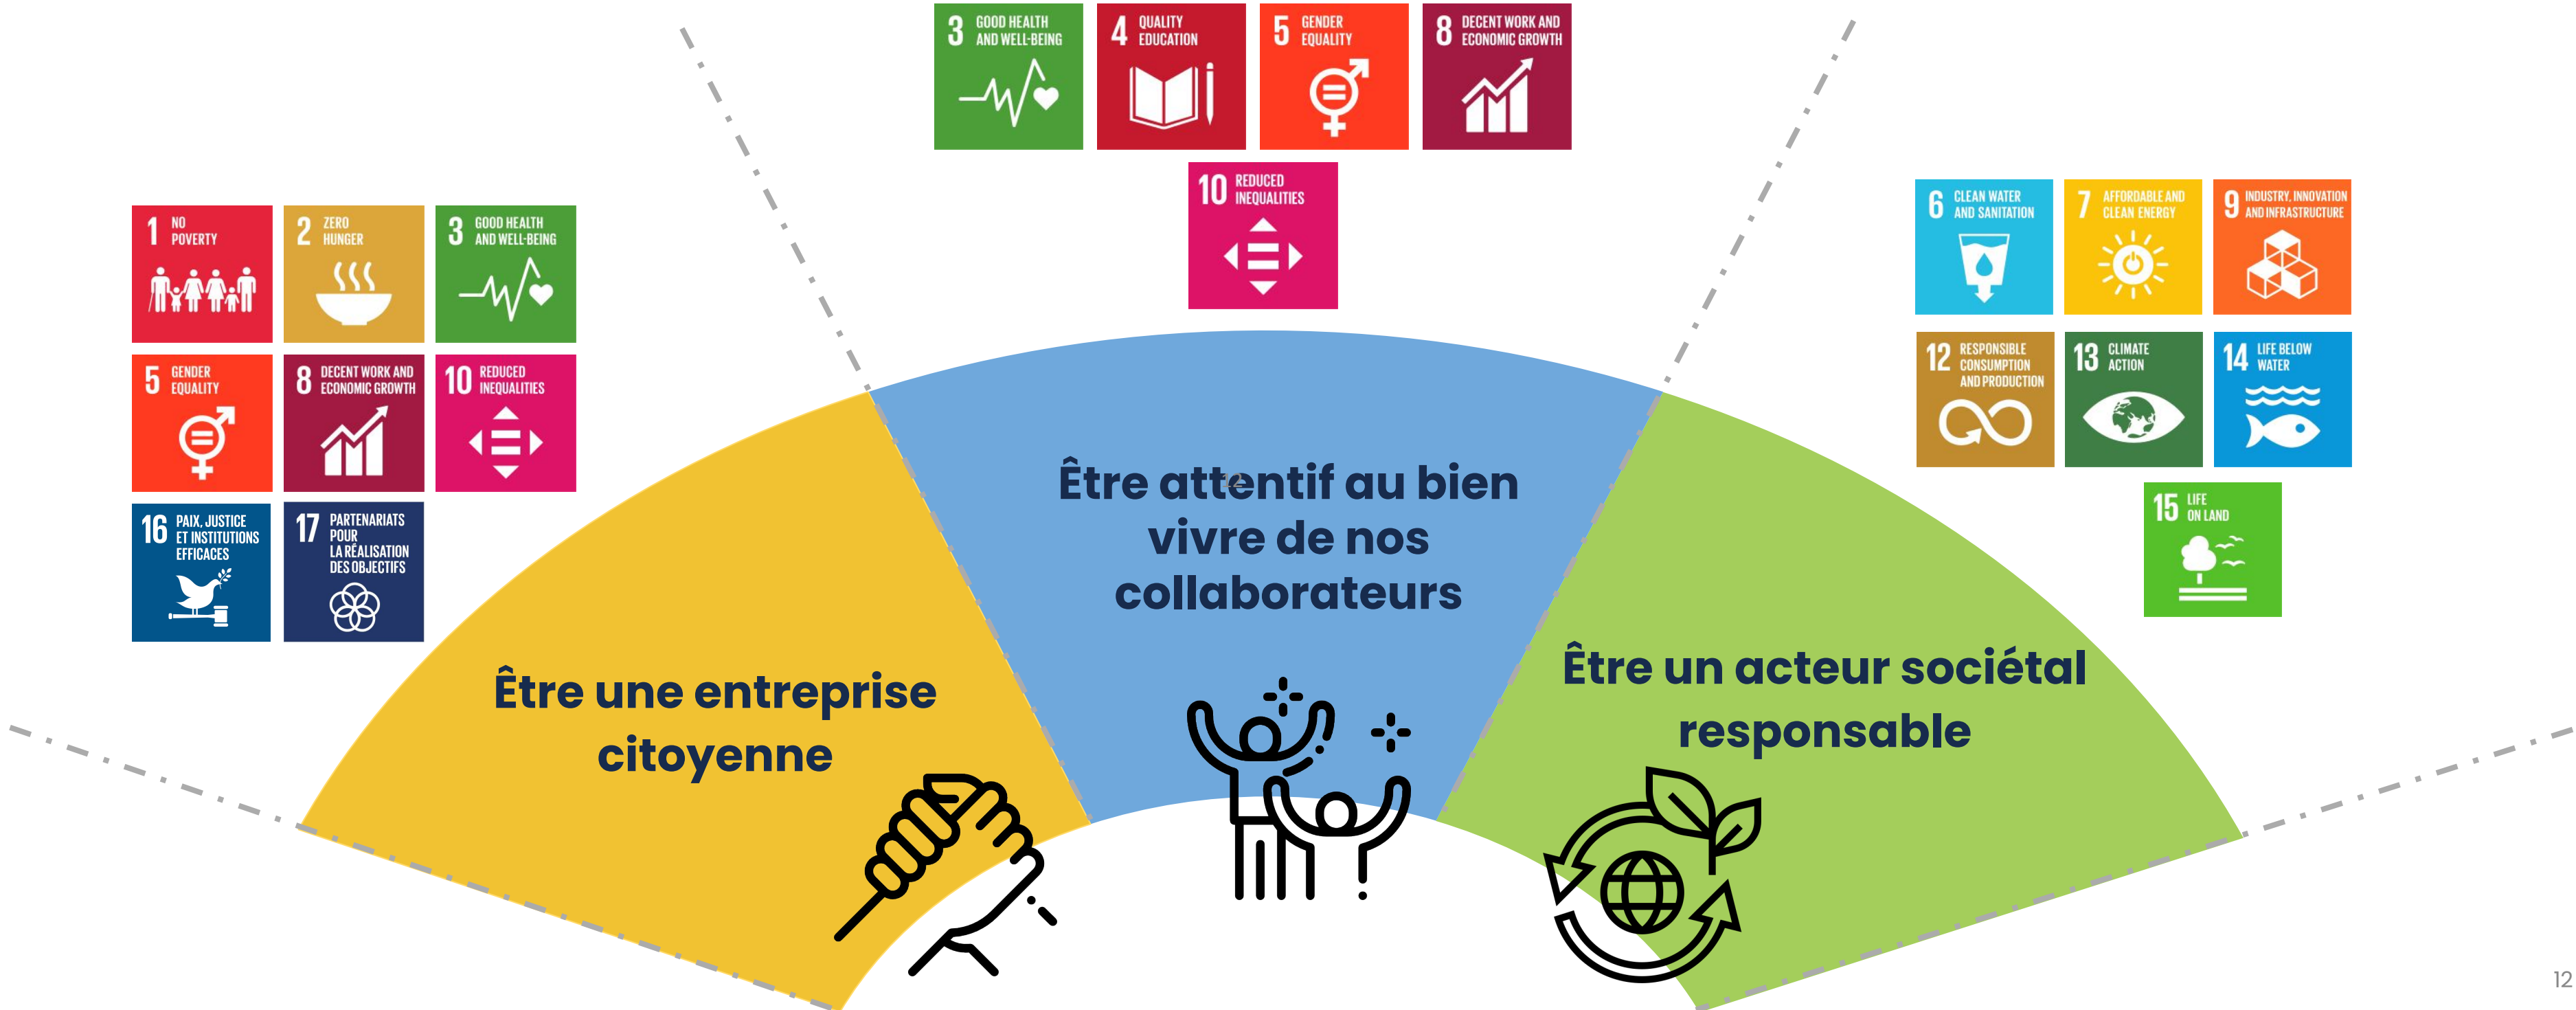 3 GOOD HEALTH
AND WELL-BEING
4 QUALITY
EDUCATION
5 GENDER
EQUALITY
8 DECENT WORK AND
ECONOMIC GROWTH
10 REDUCED
INEQUALITIES
1 NO
POVERTY
2 ZERO
HUNGER
3 GOOD HEALTH
AND WELL-BEING
5 GENDER
EQUALITY
8 DECENT WORK AND
ECONOMIC GROWTH
10 REDUCED
INEQUALITIES
16 PAIX, JUSTICE
ET INSTITUTIONS
EFFICACES
17 PARTENARIATS
POUR
LA RÉALISATION
DES OBJECTIFS
6 CLEAN WATER
AND SANITATION
7 AFFORDABLE AND
CLEAN ENERGY
9 INDUSTRY, INNOVATION
AND INFRASTRUCTURE
12 RESPONSIBLE
CONSUMPTION
AND PRODUCTION
13 CLIMATE
ACTION
14 LIFE BELOW
WATER
15 LIFE
ON LAND
Être une entreprise
citoyenne
Être attentif au bien
vivre de nos
collaborateurs
12
Être un acteur sociétal
responsable
12